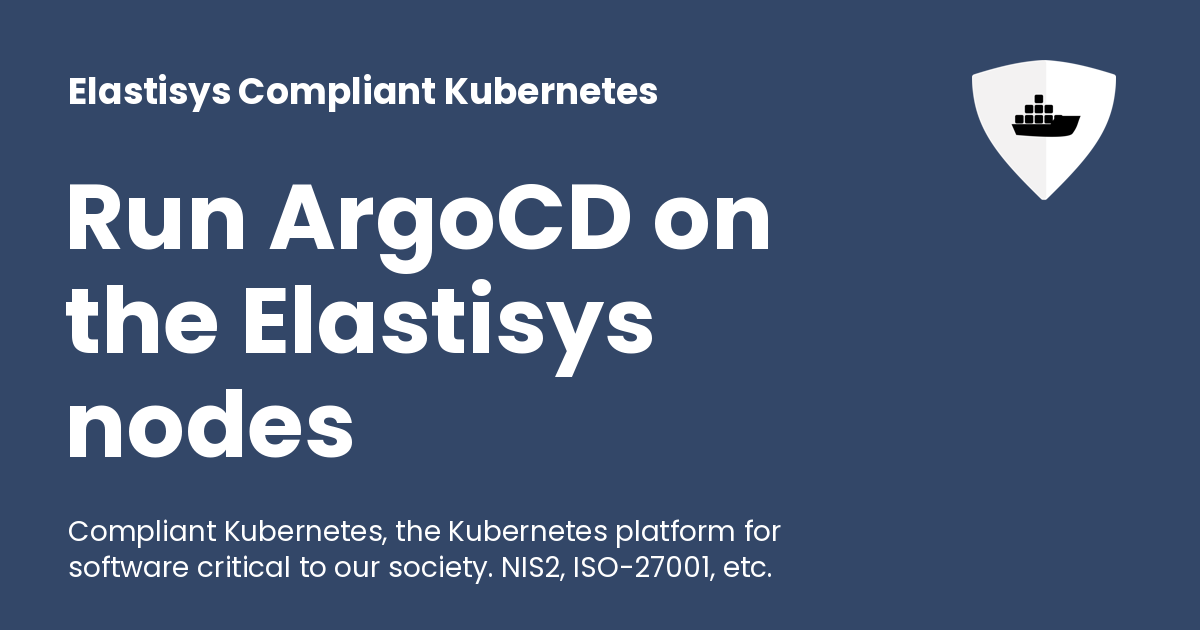 Elastisys Compliant Kubernetes
Run ArgoCD on
the Elastisys
nodes
Compliant Kubernetes, the Kubernetes platform for
software critical to our society. NIS2, ISO-27001, etc.